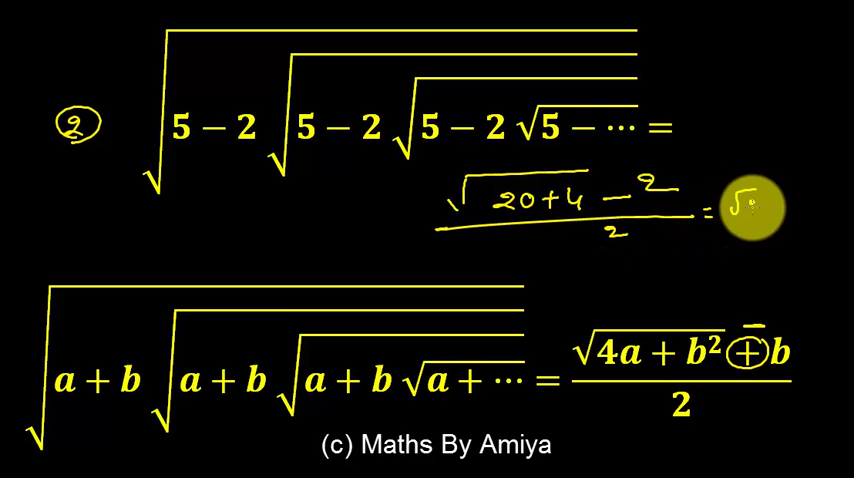 ② √(5 − 2 √(5 − 2 √(5 − 2 √(5 − ⋯ =
(√(20+4) − 2) / 2 = √
√(a + b √(a + b √(a + b √(a + ⋯ = (√(4a + b²) + b) / 2
−
(c) Maths By Amiya